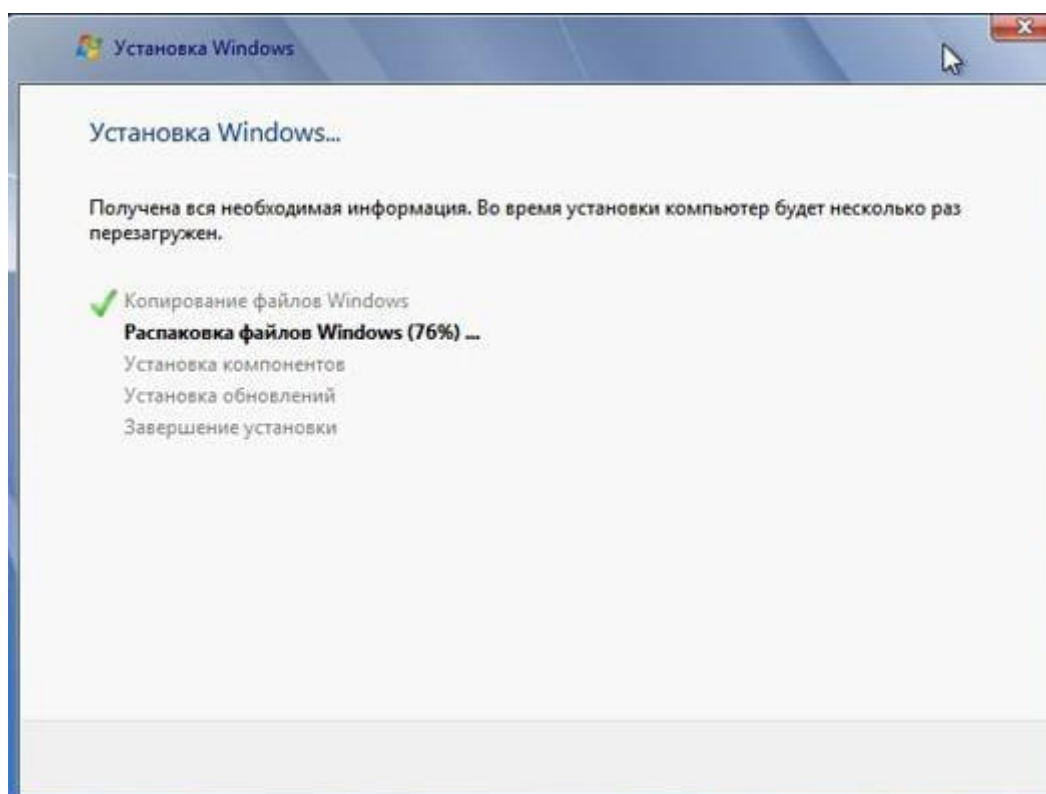 Установка Windows
Установка Windows...
Получена вся необходимая информация. Во время установки компьютер будет несколько раз
перезагружен.
Копирование файлов Windows
Распаковка файлов Windows (76%) ...
Установка компонентов
Установка обновлений
Завершение установки